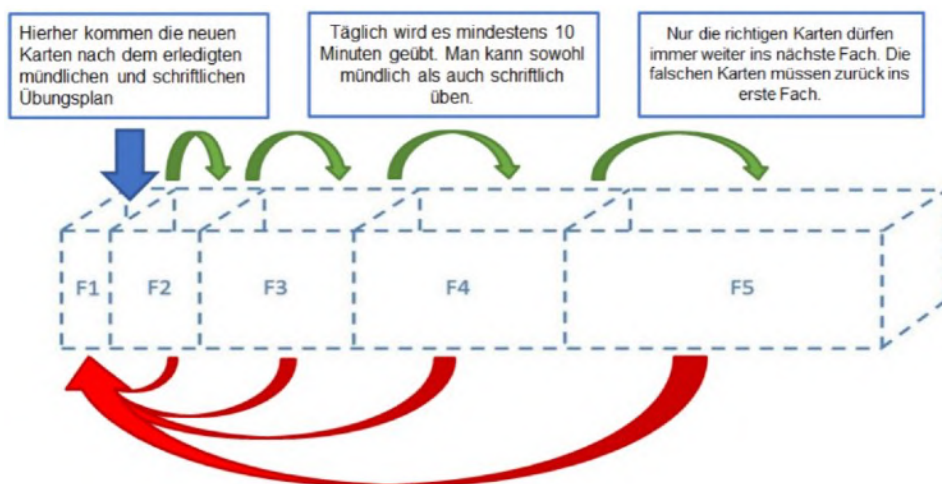 Hierher kommen die neuen
Karten nach dem erledigten
mündlichen und schriftlichen
Übungsplan
Täglich wird es mindestens 10
Minuten geübt. Man kann sowohl
mündlich als auch schriftlich
üben.
Nur die richtigen Karten dürfen
immer weiter ins nächste Fach. Die
falschen Karten müssen zurück ins
erste Fach.
F1
F2
F3
F4
F5